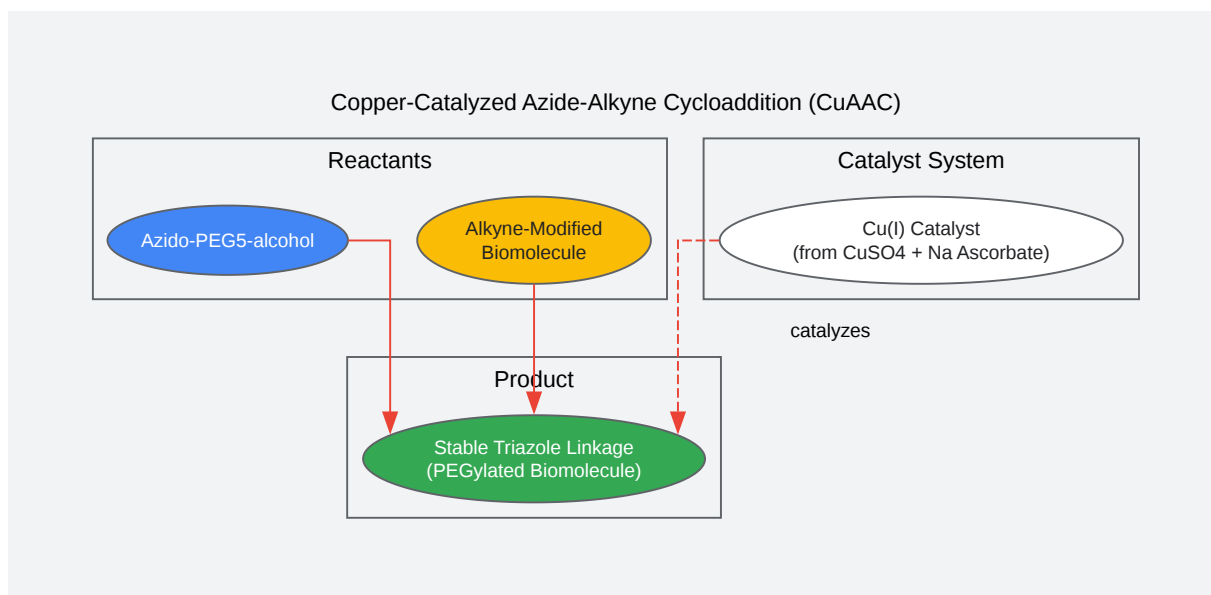 Copper-Catalyzed Azide-Alkyne Cycloaddition (CuAAC)
Reactants
Catalyst System
Azido-PEG5-alcohol
Alkyne-Modified
Biomolecule
Cu(I) Catalyst
(from CuSO4 + Na Ascorbate)
catalyzes
Product
Stable Triazole Linkage
(PEGylated Biomolecule)